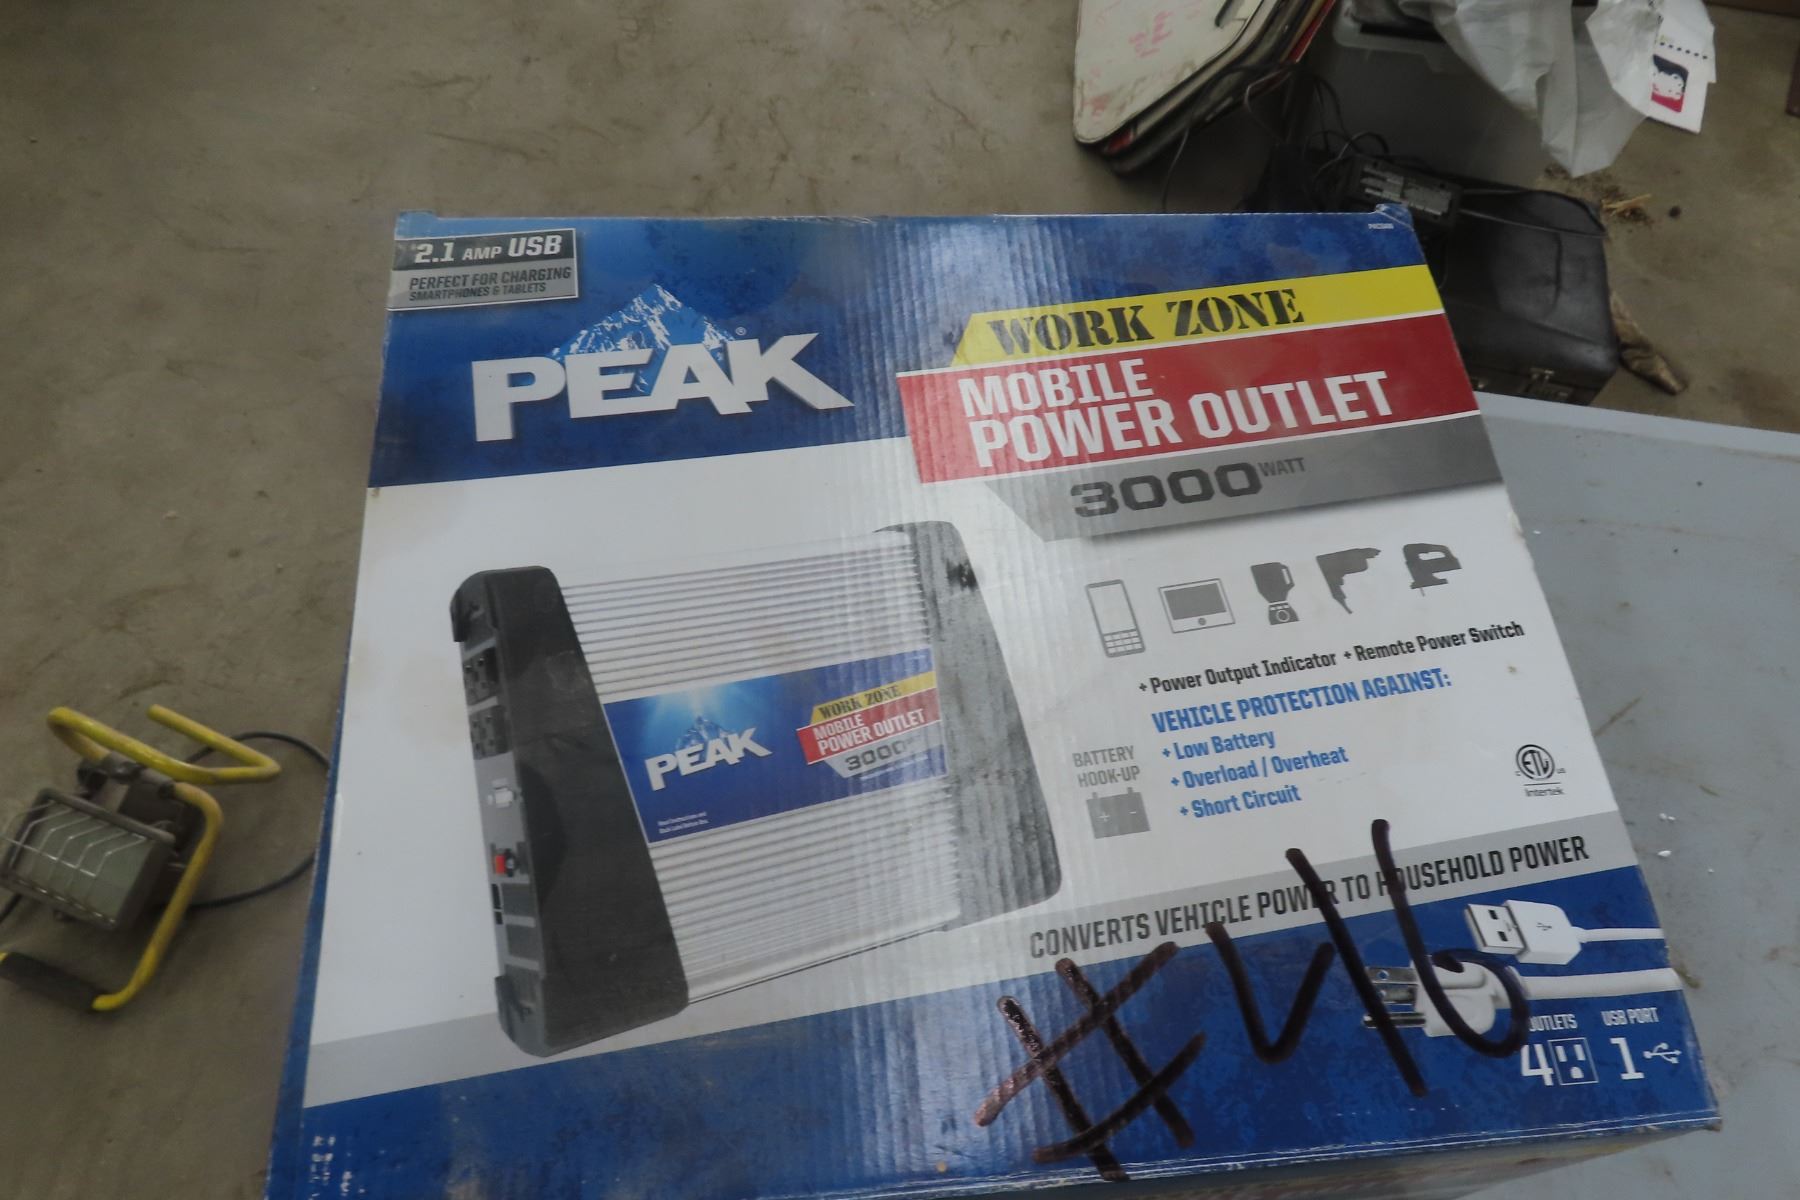 2.1 AMP USB
PERFECT FOR CHARGING
SMARTPHONES & TABLETS
PEAK®
WORK ZONE
MOBILE
POWER OUTLET
3000 WATT
+ Power Output Indicator + Remote Power Switch
VEHICLE PROTECTION AGAINST:
+ Low Battery
+ Overload / Overheat
+ Short Circuit
BATTERY
HOOK-UP
+ -
C ETL US
Intertek
PEAK
WORK ZONE
MOBILE
POWER OUTLET
3000
CONVERTS VEHICLE POWER TO HOUSEHOLD POWER
#46
OUTLETS
4
USB PORT
1